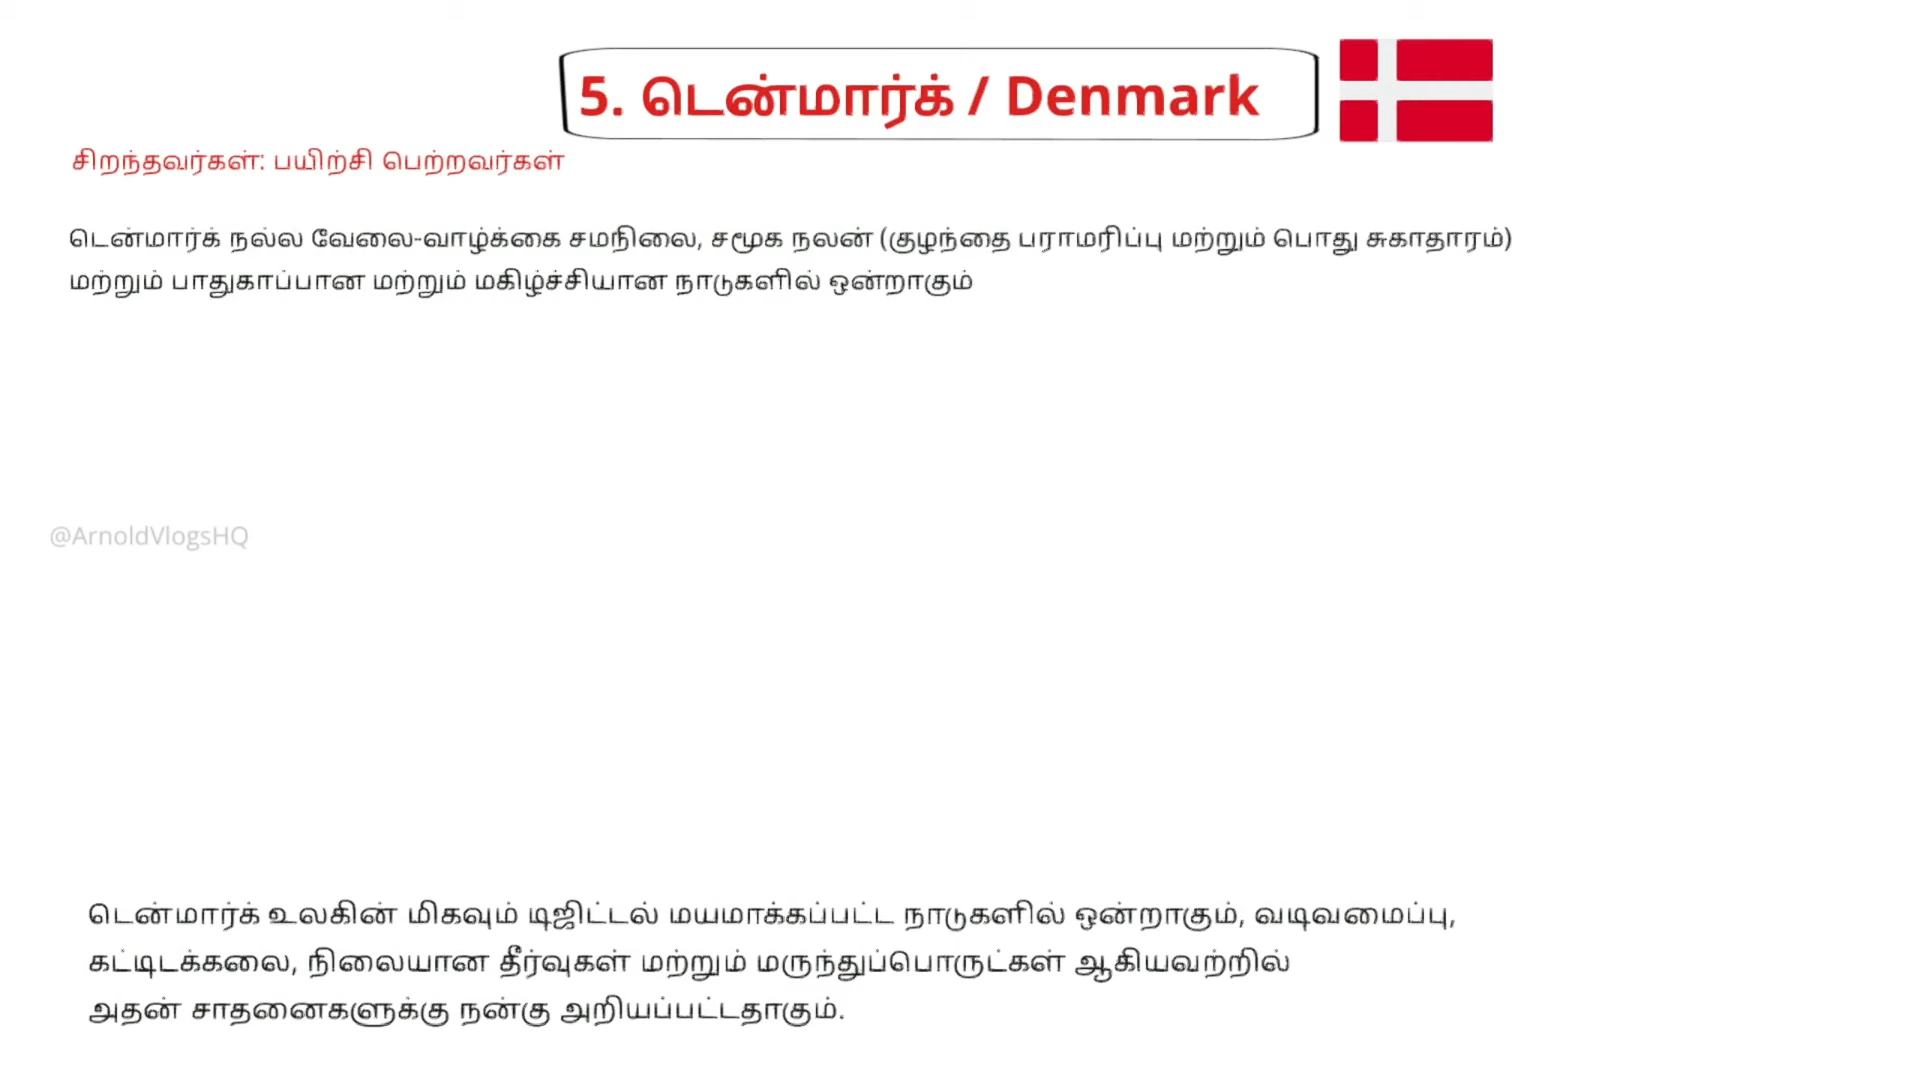 5. டென்மார்க் / Denmark
சிறந்தவர்கள்: பயிற்சி பெற்றவர்கள்
டென்மார்க் நல்ல வேலை-வாழ்க்கை சமநிலை, சமூக நலன் (குழந்தை பராமரிப்பு மற்றும் பொது சுகாதாரம்)
மற்றும் பாதுகாப்பான மற்றும் மகிழ்ச்சியான நாடுகளில் ஒன்றாகும்
@ArnoldVlogsHQ
டென்மார்க் உலகின் மிகவும் டிஜிட்டல் மயமாக்கப்பட்ட நாடுகளில் ஒன்றாகும், வடிவமைப்பு,
கட்டிடக்கலை, நிலையான தீர்வுகள் மற்றும் மருந்துப்பொருட்கள் ஆகியவற்றில்
அதன் சாதனைகளுக்கு நன்கு அறியப்பட்டதாகும்.